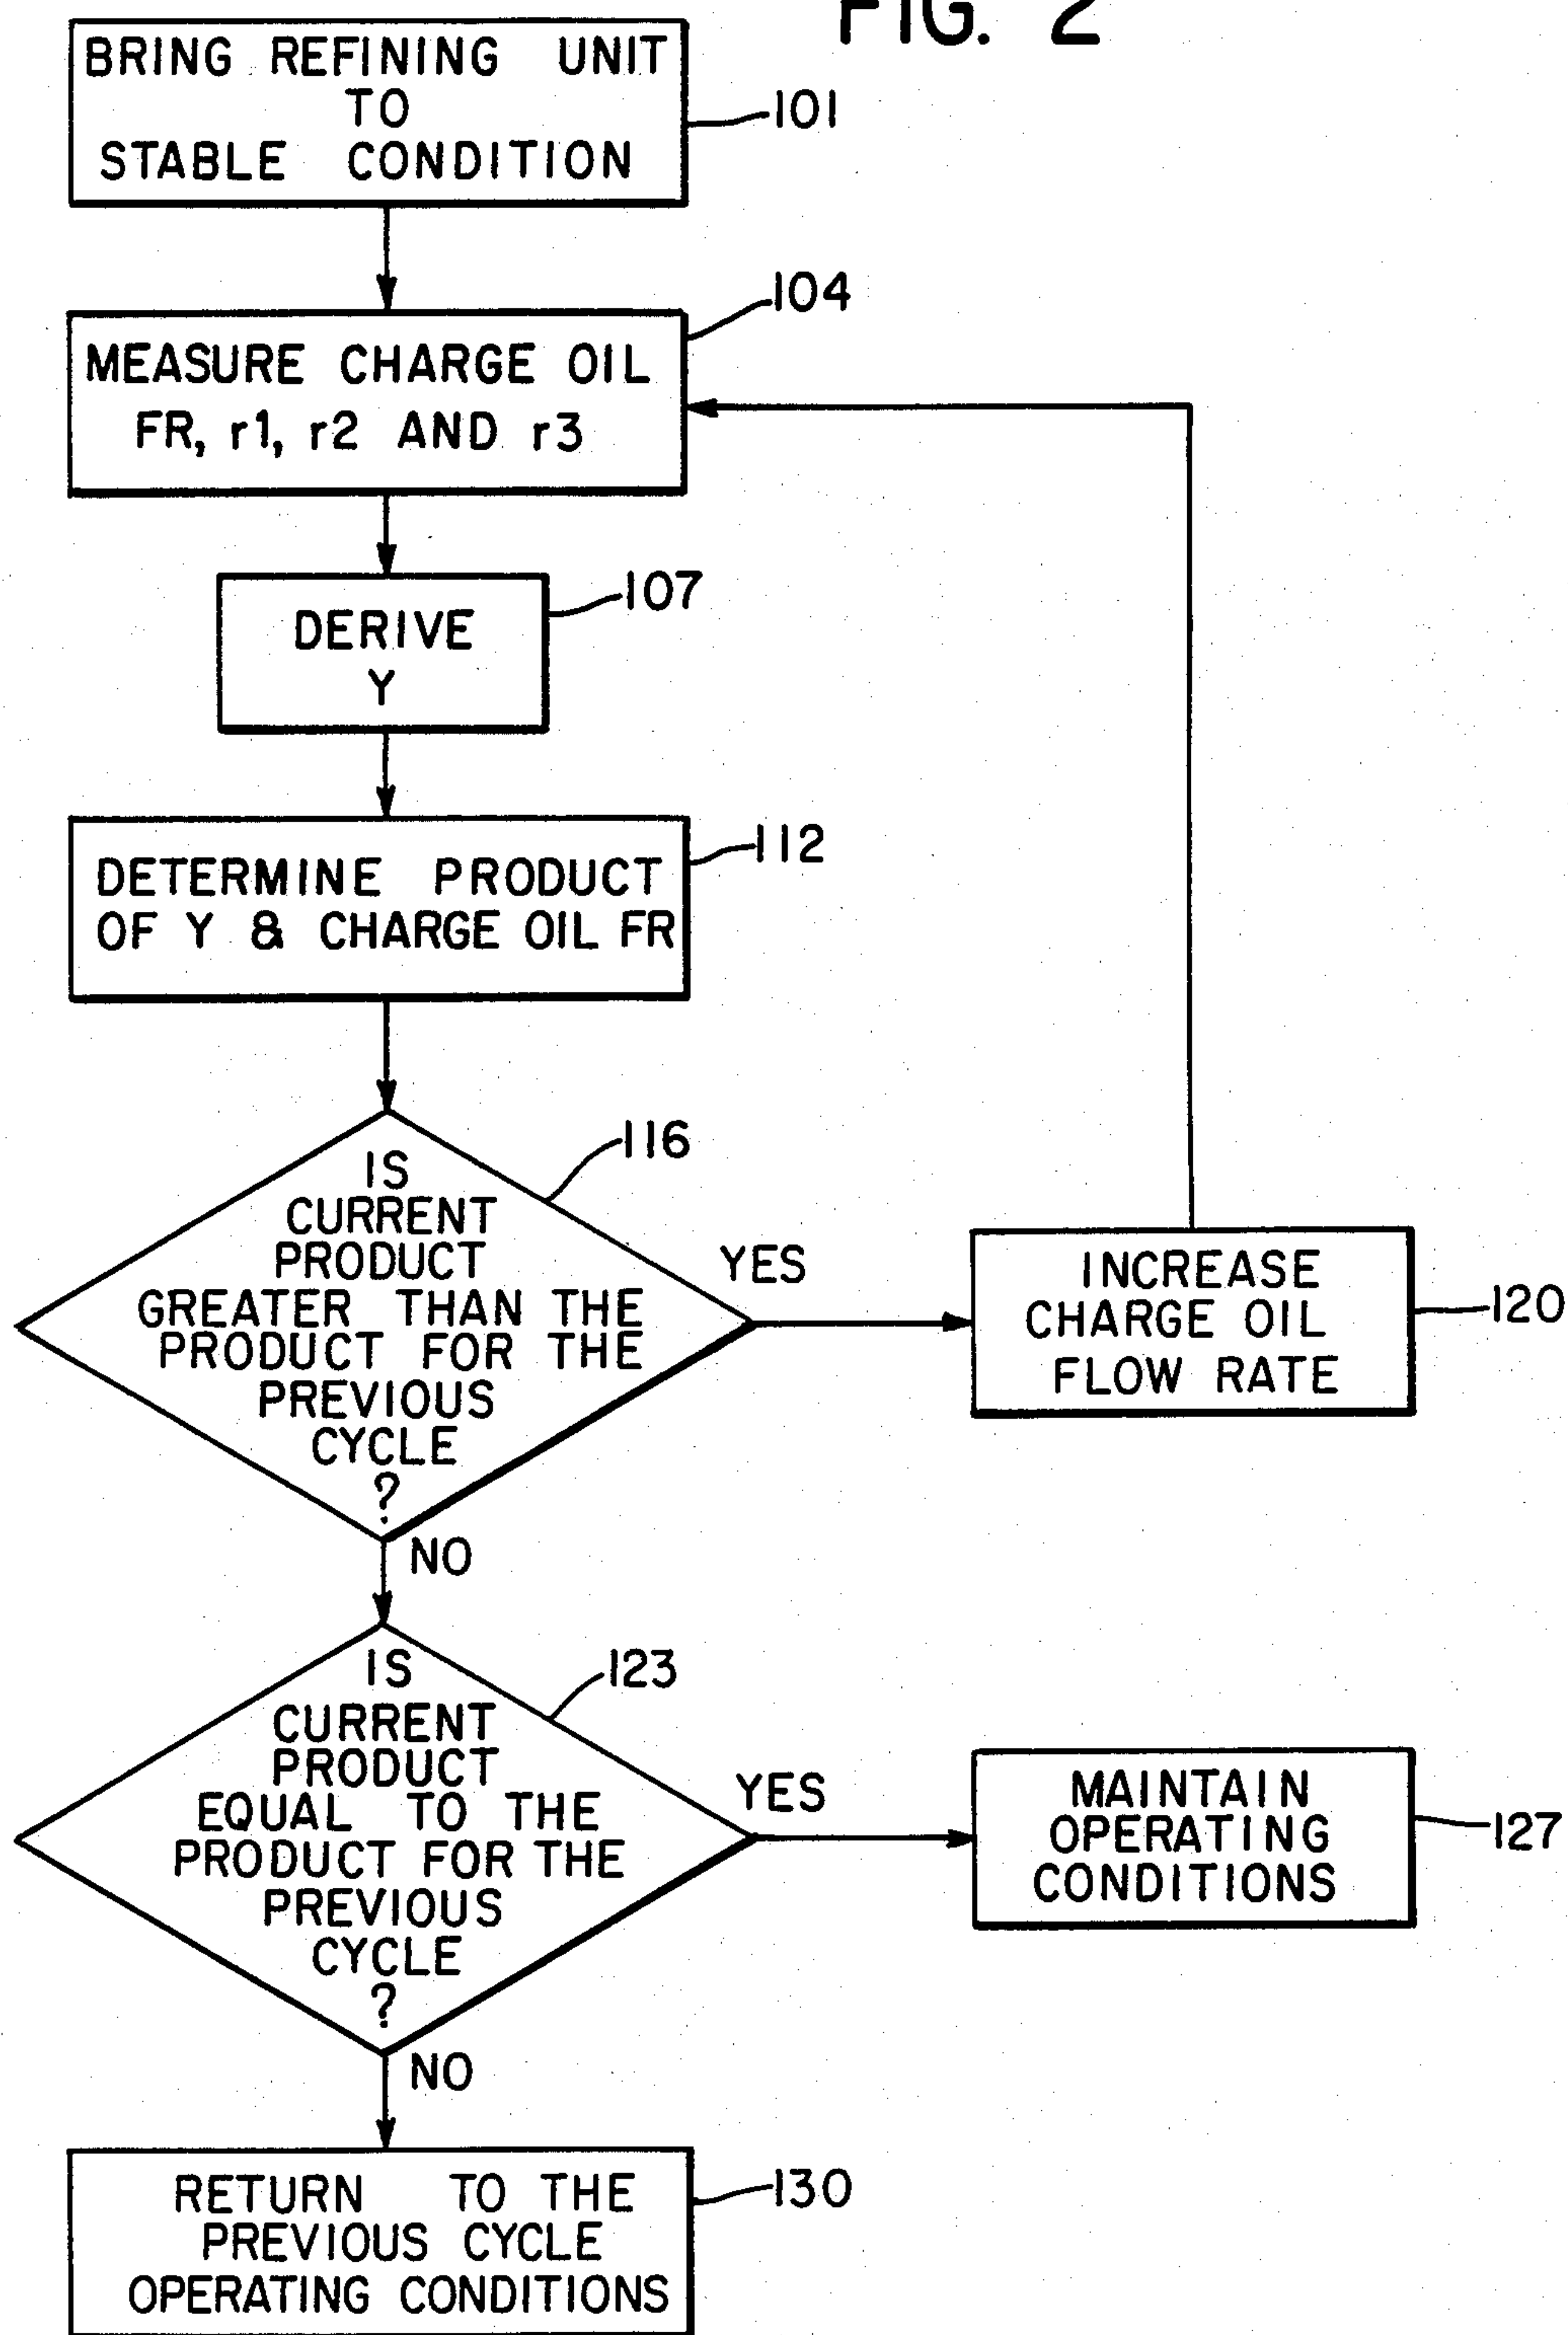 FIG. 2
BRING REFINING UNIT
TO
STABLE CONDITION
101
MEASURE CHARGE OIL
FR, r1, r2 AND r3
104
DERIVE
Y
107
DETERMINE PRODUCT
OF Y & CHARGE OIL FR
112
IS
CURRENT
PRODUCT
GREATER THAN THE
PRODUCT FOR THE
PREVIOUS
CYCLE
?
116
YES
INCREASE
CHARGE OIL
FLOW RATE
120
NO
IS
CURRENT
PRODUCT
EQUAL TO THE
PRODUCT FOR THE
PREVIOUS
CYCLE
?
123
YES
MAINTAIN
OPERATING
CONDITIONS
127
NO
RETURN TO THE
PREVIOUS CYCLE
OPERATING CONDITIONS
130